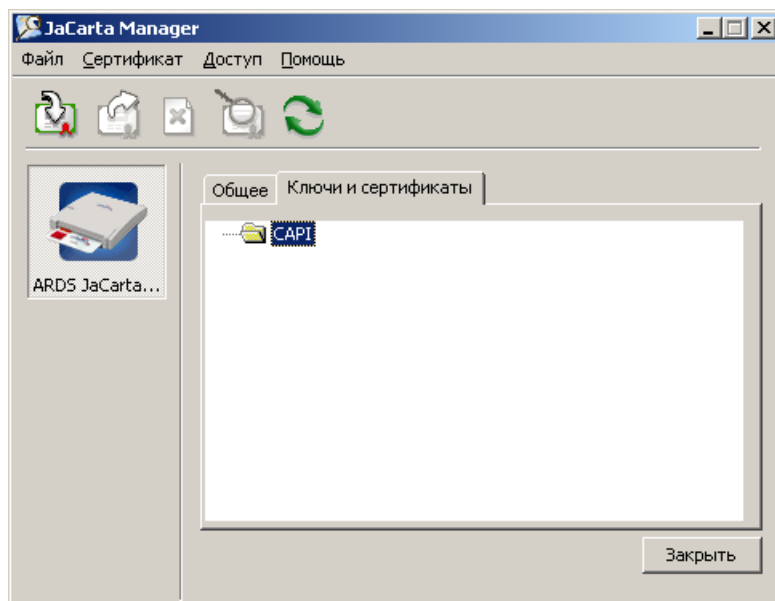 JaCarta Manager
Файл Сертификат Доступ Помощь
Общее Ключи и сертификаты
CAPI
ARDS JaCarta...
Закрыть